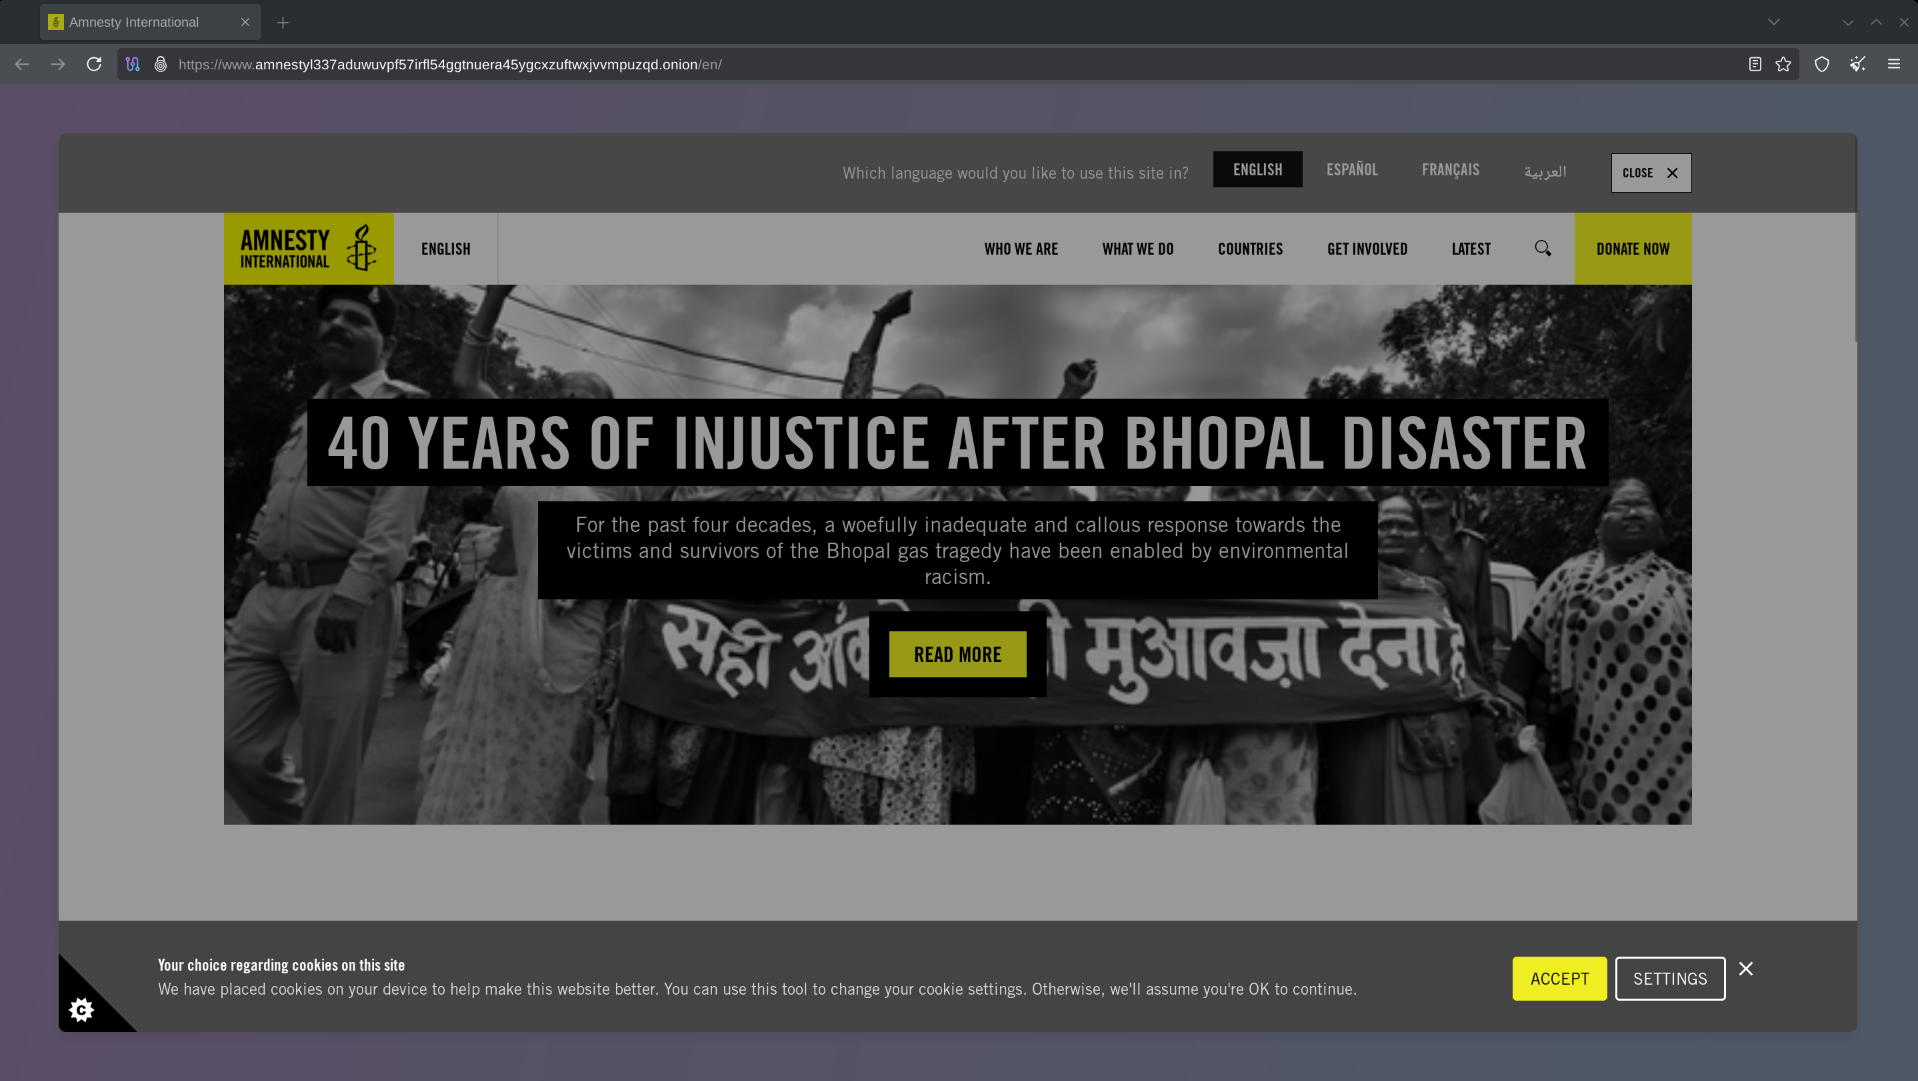 Amnesty International
https://www.amnestyl337aduwuvpf57irfl54ggtnuera45ygcxzuftwxjvvmpuzqd.onion/en/
Which language would you like to use this site in?
ENGLISH
ESPAÑOL
FRANÇAIS
العربية
CLOSE
AMNESTY
INTERNATIONAL
ENGLISH
WHO WE ARE
WHAT WE DO
COUNTRIES
GET INVOLVED
LATEST
DONATE NOW
40 YEARS OF INJUSTICE AFTER BHOPAL DISASTER
For the past four decades, a woefully inadequate and callous response towards the
victims and survivors of the Bhopal gas tragedy have been enabled by environmental
racism.
सही मुआवज़ा देना
READ MORE
Your choice regarding cookies on this site
We have placed cookies on your device to help make this website better. You can use this tool to change your cookie settings. Otherwise, we'll assume you're OK to continue.
ACCEPT
SETTINGS
C